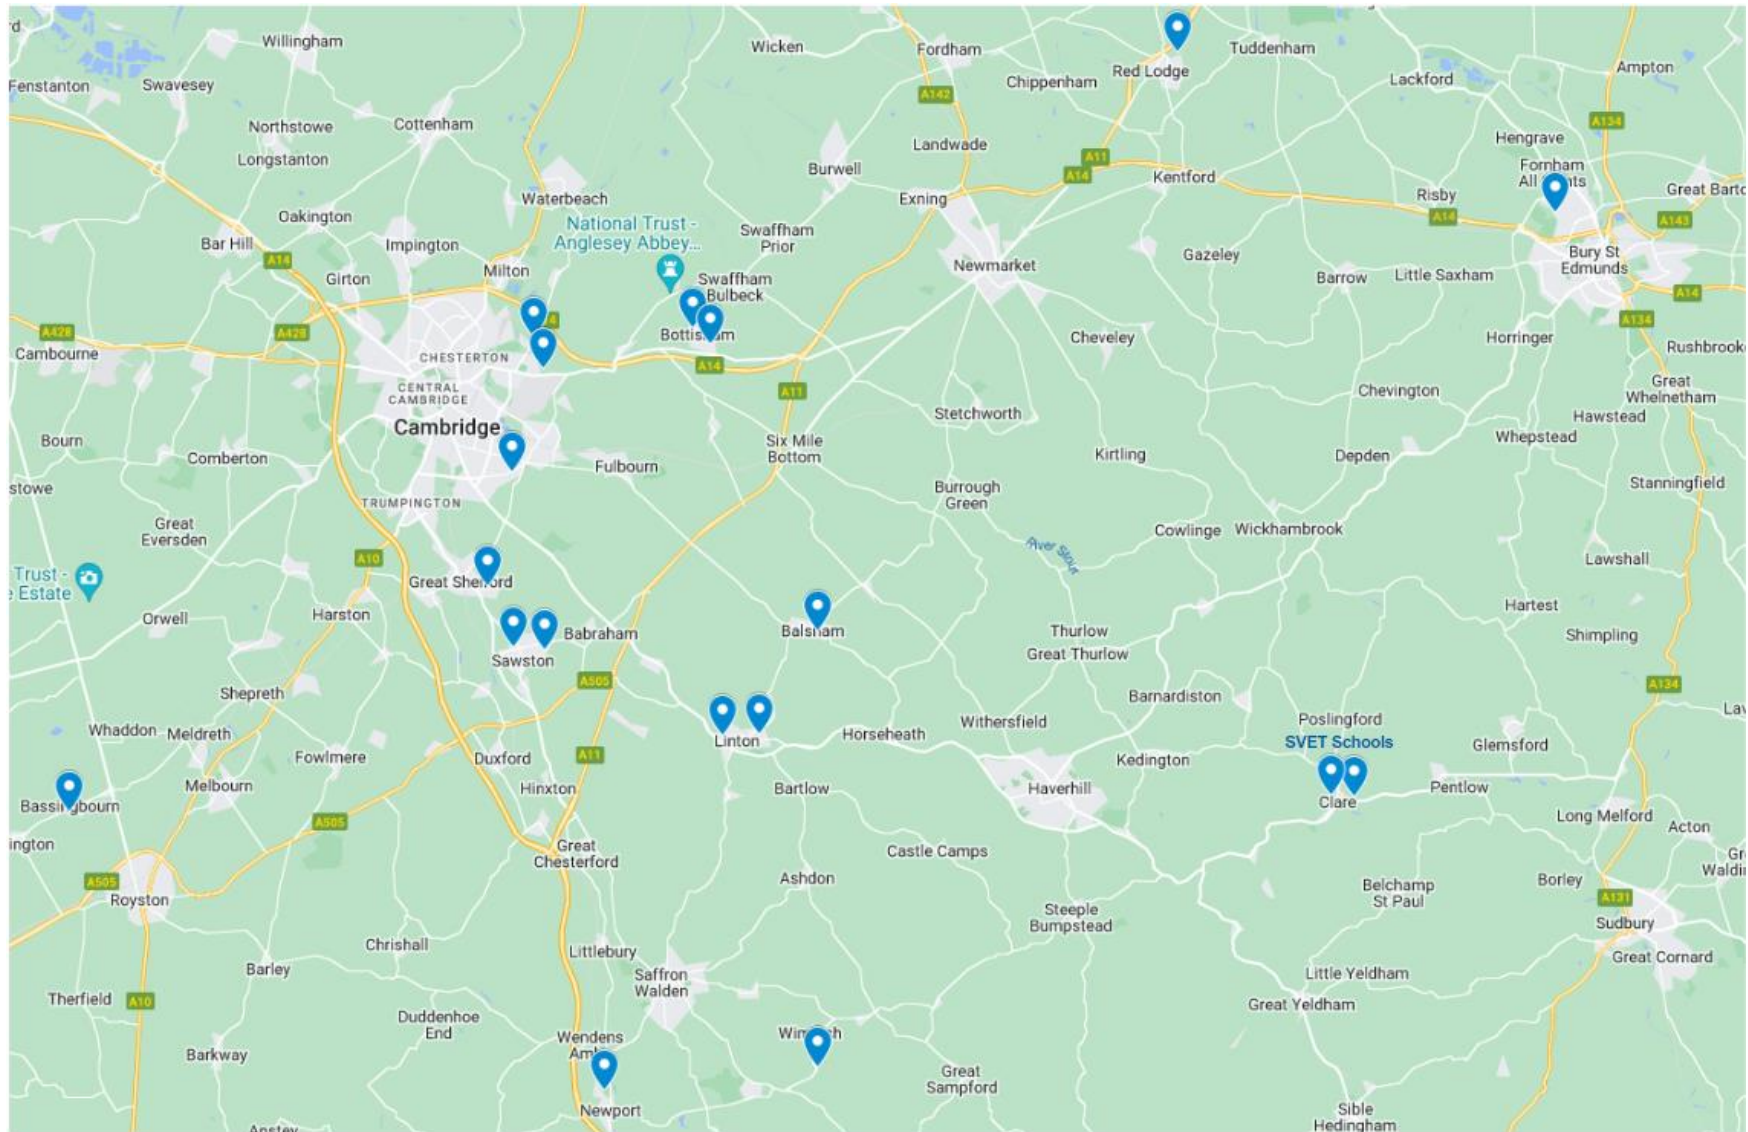 Willingham
Wicken
Fordham
Tuddenham
Red Lodge
Ampton
Lackford
Chippenham
Fenstanton
Swavesey
A142
Northstowe
Cottenham
A134
Longstanton
Landwade
Hengrave
A11
Fornham
Burwell
A14
Kentford
Waterbeach
Exning
Risby
Great
Oakington
National Trust -
Anglesey Abbey...
Swaffham
Prior
A14
A143
Bar Hill
Impington
A14
Girton
Milton
Newmarket
Gazeley
Bury St
Edmunds
Swaffham
Bulbeck
Barrow
Little Saxham
A14
A428
A428
A134
Cambourne
CHESTERTON
A14
Cheveley
Horringer
CENTRAL
CAMBRIDGE
A11
Chevington
Great
Whelnetham
Cambridge
Stetchworth
Hawstead
Bourn
Comberton
Six Mile
Bottom
Kirtling
Depden
Whepstead
Fulbourn
Burrough
Green
Stanningfield
TRUMPINGTON
Great
Eversden
Cowlinge
Wickhambrook
River Stour
A10
Lawshall
Trust -
Estate
Great
Orwell
Harston
Babraham
Thurlow
Great Thurlow
Hartest
Shimpling
Sawston
A505
A134
Shepreth
Barnardiston
Whaddon
Meldreth
Withersfield
Poslingford
SVET Schools
Linton
Horseheath
Glemsford
Fowlmere
Duxford
A11
Kedington
Melbourn
Hinxton
Bartlow
Haverhill
Clare
Pentlow
A505
Long Melford
Acton
Great
Chesterford
Castle Camps
A505
Royston
Ashdon
Belchamp
St Paul
Borley
A131
Sudbury
Steeple
Bumpstead
Chrishall
Littlebury
Great Cornard
Barley
Saffron
Walden
Little Yeldham
Therfield
A10
Great Yeldham
Duddenhoe
End
Wendens
Barkway
Great
Sampford
Newport
Sible
Hedingham